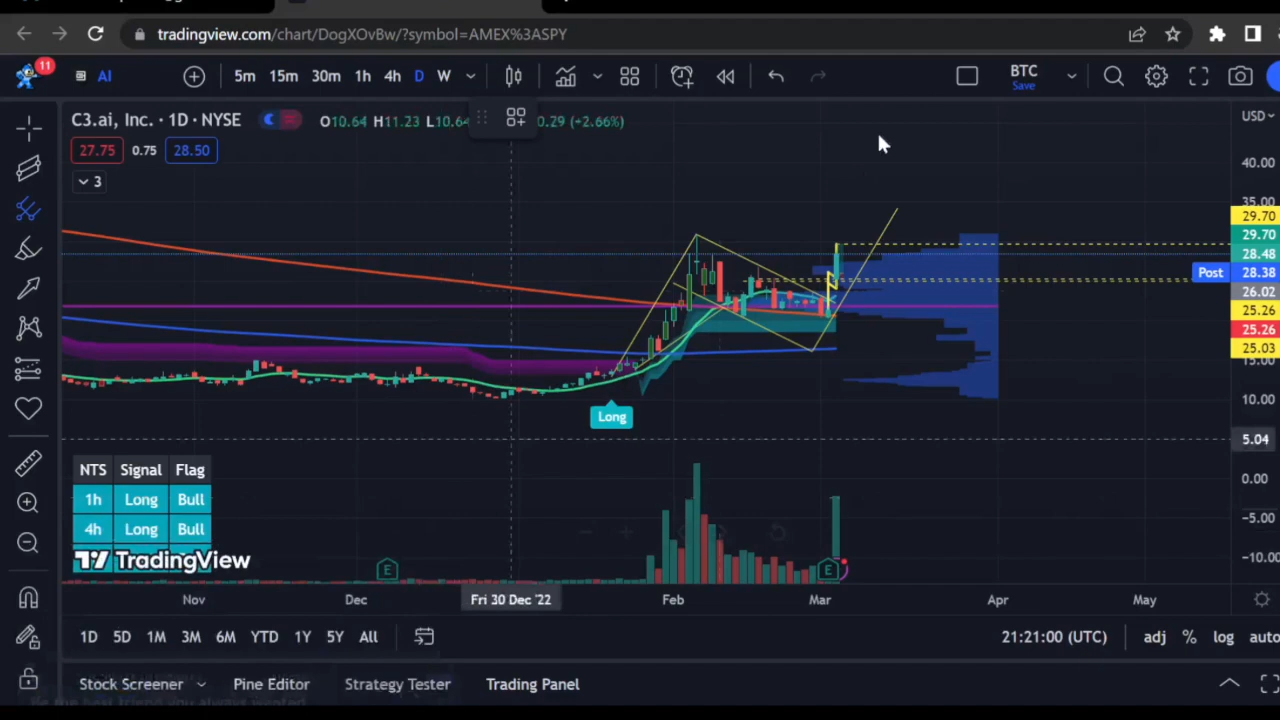 tradingview.com/chart/DogXOvBw/?symbol=AMEX%3ASPY
11 AI 5m 15m 30m 1h 4h D W BTC
Save
C3.ai, Inc. · 1D · NYSE O10.64 H11.23 L10.64 0.29 (+2.66%) USD
27.75 0.75 28.50
3
40.00
35.00
29.70
29.70
28.48
Post 28.38
26.02
25.26
25.26
25.03
15.00
10.00
Long
5.04
NTS Signal Flag
0.00
1h Long Bull
-5.00
4h Long Bull
-10.00
TradingView
E E
Nov Dec Fri 30 Dec '22 Feb Mar Apr May
1D 5D 1M 3M 6M YTD 1Y 5Y All 21:21:00 (UTC) adj % log auto
Stock Screener Pine Editor Strategy Tester Trading Panel